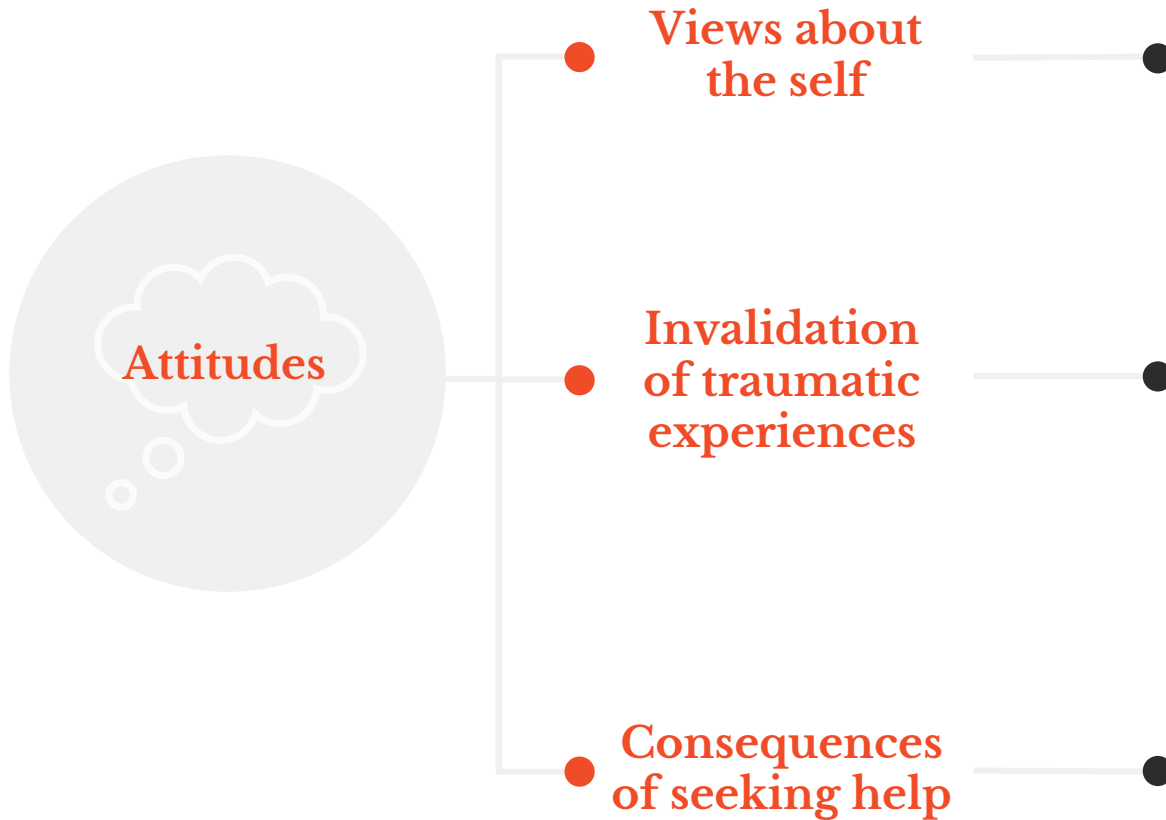 Views about
the self
Attitudes
Invalidation
of traumatic
experiences
Consequences
of seeking help